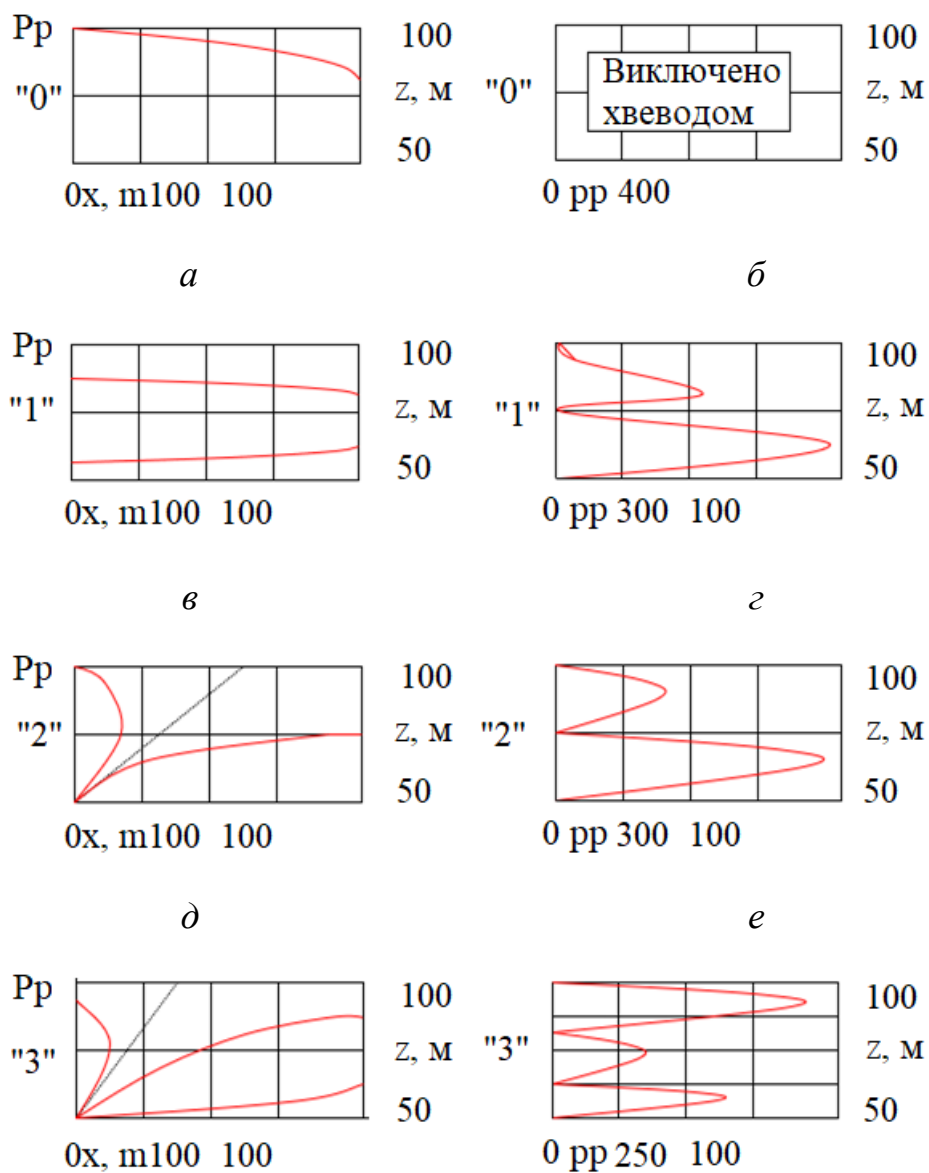 Pp
100
"0"
z, м
50
0x, m100 100
а
100
"0"
Виключено
хвеводом
z, м
50
0 pp 400
б
Pp
100
"1"
z, м
50
0x, m100 100
в
100
"1"
z, м
50
0 pp 300 100
г
Pp
100
"2"
z, м
50
0x, m100 100
д
100
"2"
z, м
50
0 pp 300 100
е
Pp
100
"3"
z, м
50
0x, m100 100
100
"3"
z, м
50
0 pp 250 100